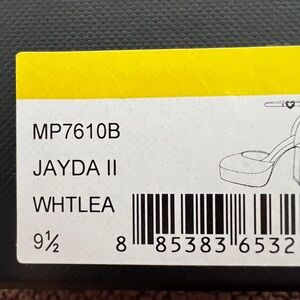 MP7610B
JAYDA II
WHTLEA
9½
8 85383 6532